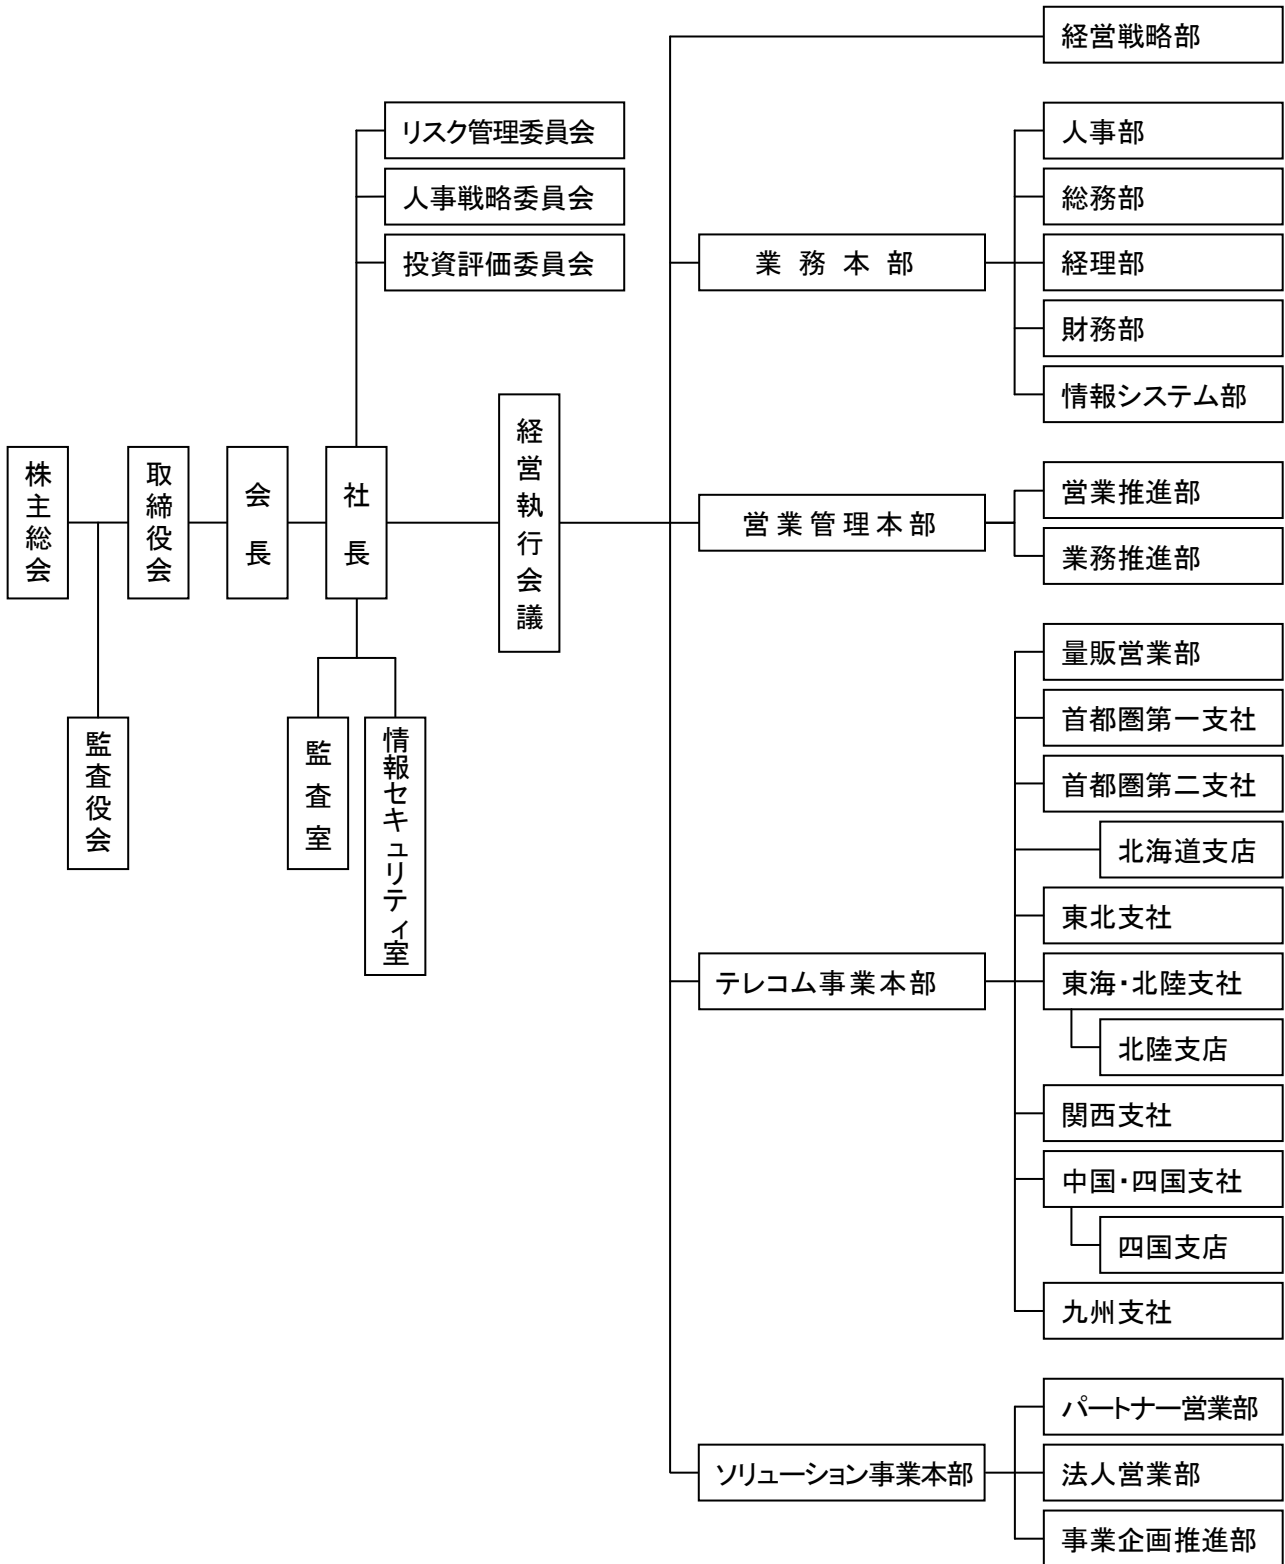 経営戦略部
リスク管理委員会
人事戦略委員会
投資評価委員会
業務本部
人事部
総務部
経理部
財務部
情報システム部
株主総会
取締役会
会長
社長
経営執行会議
営業管理本部
営業推進部
業務推進部
監査役会
監査室
情報セキュリティ室
テレコム事業本部
量販営業部
首都圏第一支社
首都圏第二支社
北海道支店
東北支社
東海・北陸支社
北陸支店
関西支社
中国・四国支社
四国支店
九州支社
ソリューション事業本部
パートナー営業部
法人営業部
事業企画推進部